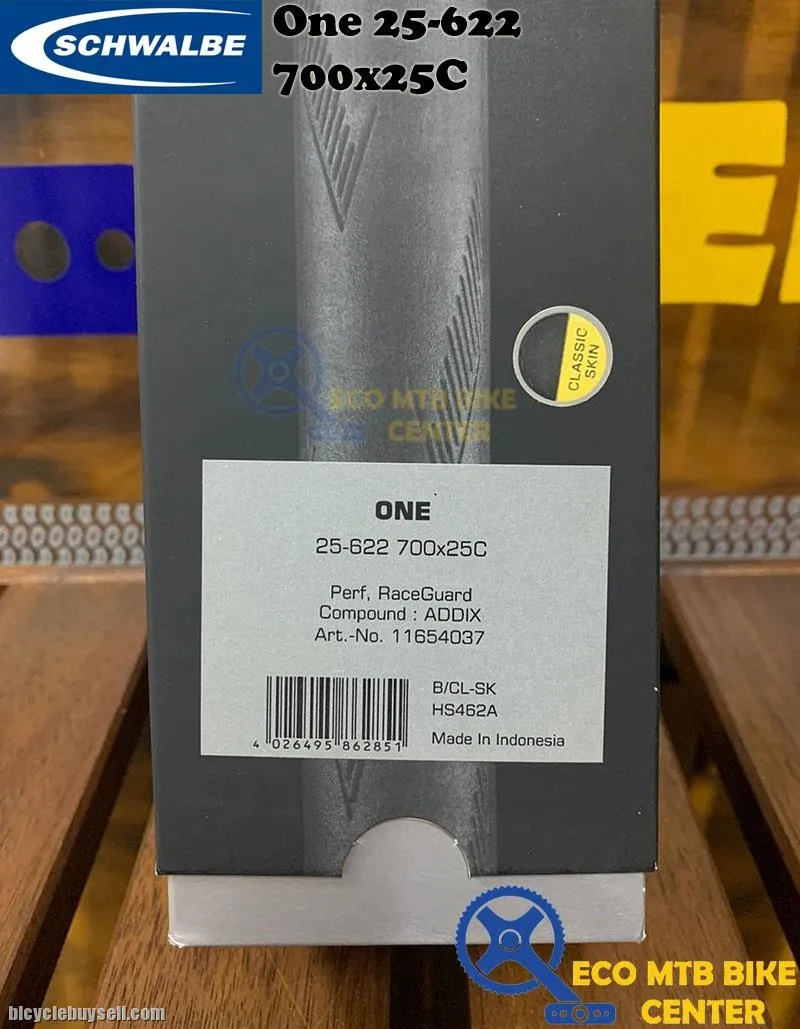 SCHWALBE
One 25-622
700x25C
CLASSIC
SKIN
ECO MTB BIKE
CENTER
ONE
25-622 700x25C
Perf, RaceGuard
Compound : ADDIX
Art.-No. 11654037
B/CL-SK
HS462A
Made In Indonesia
4 026495 862851
ECO MTB BIKE
CENTER
bicyclebuysell.com